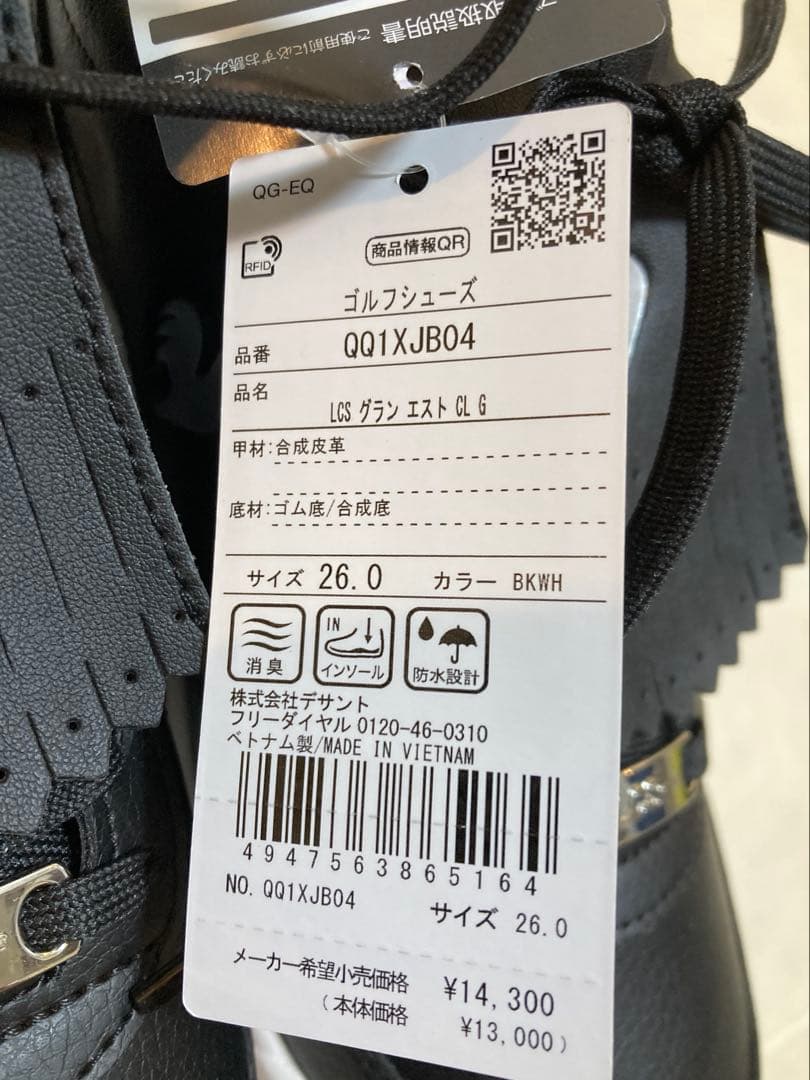 取扱説明書
ご使用前に必ずお読みくださ
QG-EQ
RFID
商品情報QR
ゴルフシューズ
品番 QQ1XJB04
品名
LCS グラン エスト CL G
甲材:合成皮革
底材:ゴム底/合成底
サイズ 26.0 カラー BKWH
消臭
IN
インソール
防水設計
株式会社デサント
フリーダイヤル 0120-46-0310
ベトナム製/MADE IN VIETNAM
4947563865164
NO. QQ1XJB04
サイズ 26.0
メーカー希望小売価格 ¥14,300
(本体価格 ¥13,000)